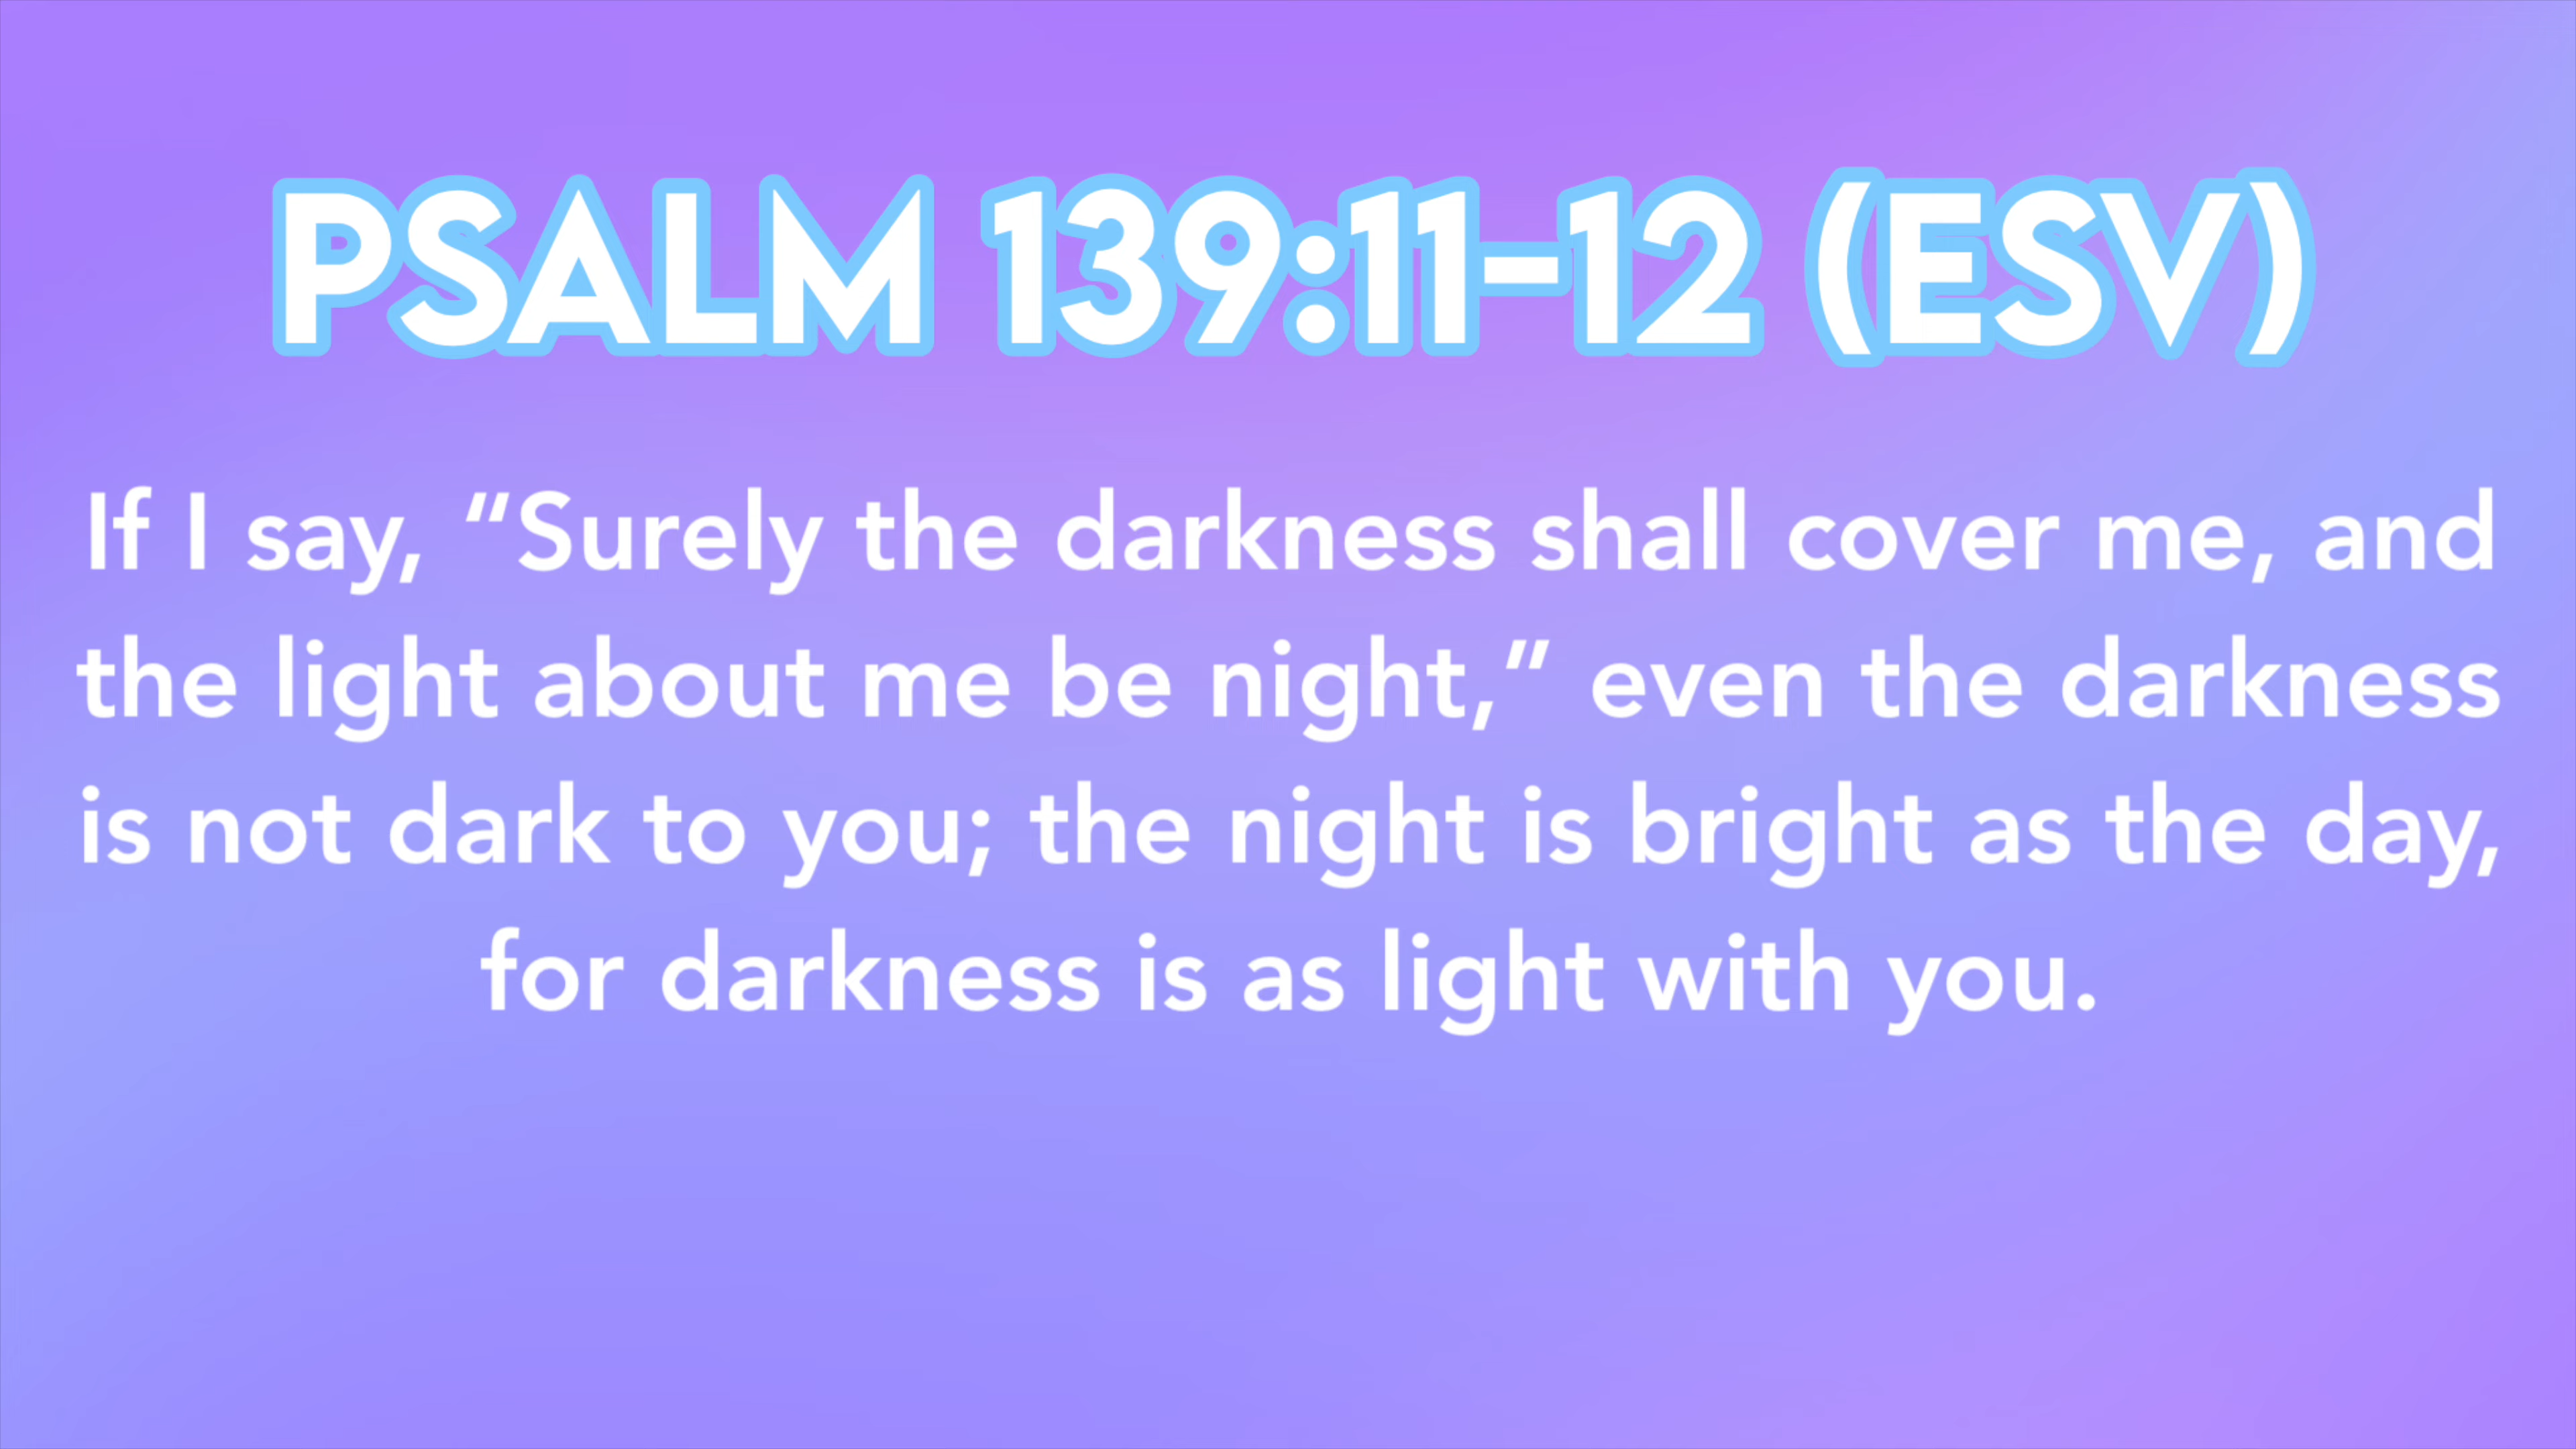 PSALM 139:11-12 (ESV)
If I say, “Surely the darkness shall cover me, and
the light about me be night,” even the darkness
is not dark to you; the night is bright as the day,
for darkness is as light with you.